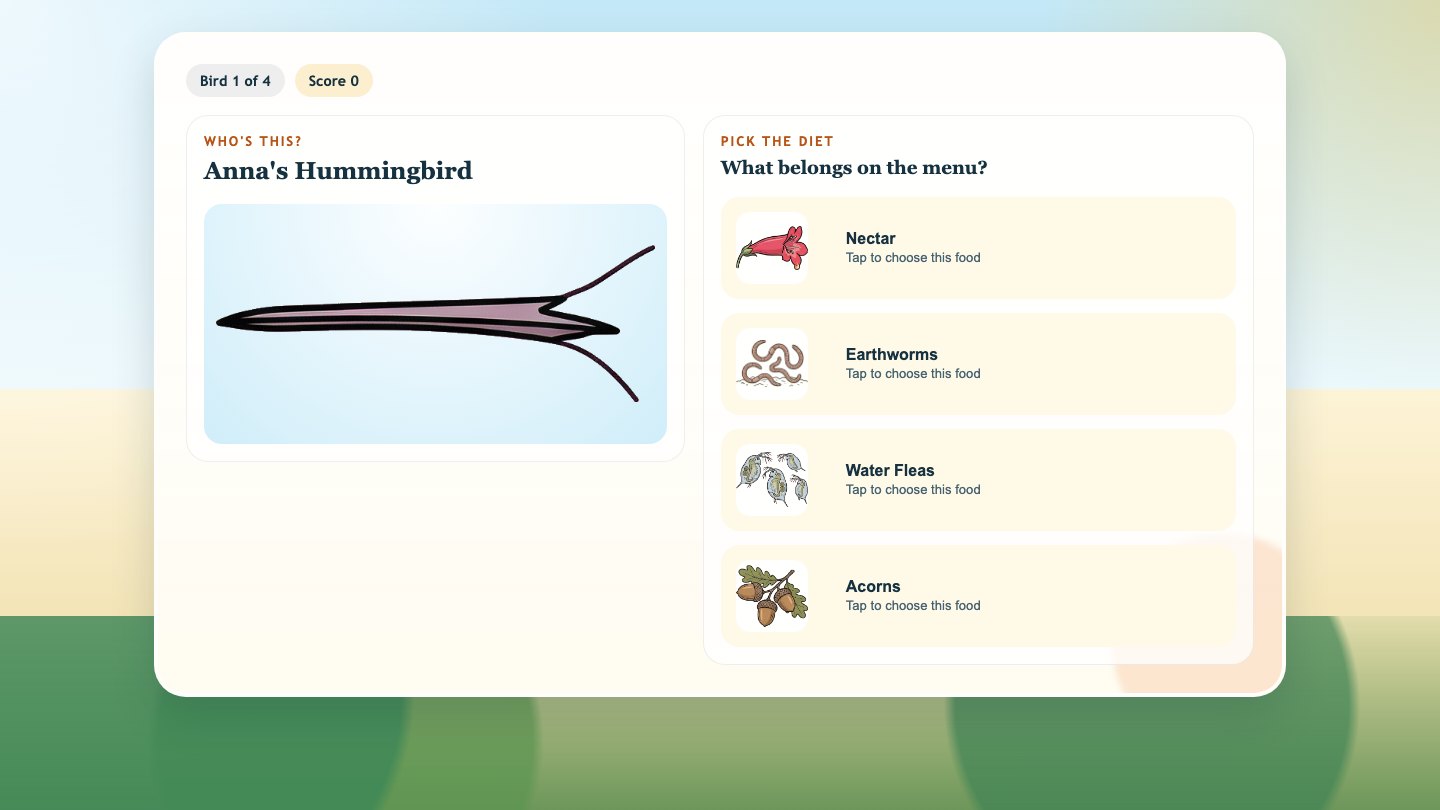 Bird 1 of 4
Score 0
WHO'S THIS?
Anna's Hummingbird
PICK THE DIET
What belongs on the menu?
Nectar
Tap to choose this food
Earthworms
Tap to choose this food
Water Fleas
Tap to choose this food
Acorns
Tap to choose this food